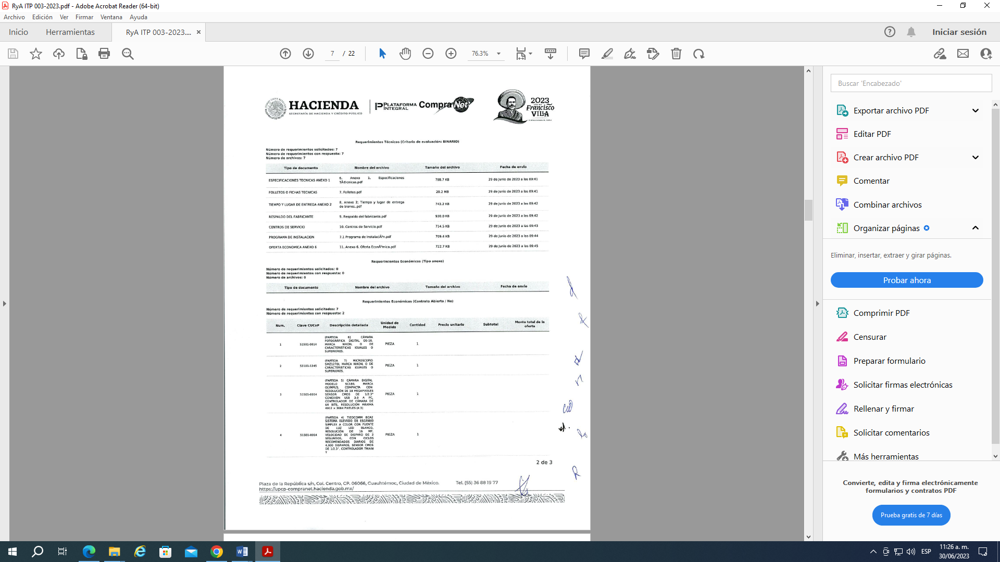 RyA ITP 003-2023.pdf - Adobe Acrobat Reader (64-bit)
Archivo Edición Ver Firmar Ventana Ayuda
Inicio Herramientas RyA ITP 003-2023.... × Iniciar sesión
7 / 22 76.3%
HACIENDA
SECRETARÍA DE HACIENDA Y CRÉDITO PÚBLICO
PLATAFORMA INTEGRAL CompraNet
2023
Francisco
VILLA
Requerimientos Técnicos (Criterio de evaluación: BINARIO)
Número de requerimientos solicitados: 7
Número de requerimientos con respuesta: 7
Número de archivos: 7
Tipo de documento Nombre del archivo Tamaño del archivo Fecha de envío
ESPECIFICACIONES TECNICAS ANEXO 1 6. Anexo 1. Especificaciones TÃ©cnicas.pdf 788.7 KB 29 de junio de 2023 a las 09:41
FOLLETOS O FICHAS TECNICAS 7. Folletos.pdf 20.2 MB 29 de junio de 2023 a las 09:41
TIEMPO Y LUGAR DE ENTREGA ANEXO 2 8. Anexo 2; Tiempo y lugar de entrega de bienes..pdf 743.2 KB 29 de junio de 2023 a las 09:42
RESPALDO DEL FABRICANTE 9. Respaldo del fabricante.pdf 930.0 KB 29 de junio de 2023 a las 09:42
CENTROS DE SERVICIO 10. Centros de Servicio.pdf 714.5 KB 29 de junio de 2023 a las 09:43
PROGRAMA DE INSTALACION 7.1 Programa de InstalaciÃ³n.pdf 709.4 KB 29 de junio de 2023 a las 09:44
OFERTA ECONOMICA ANEXO 6 11. Anexo 6. Oferta EconÃ³mica.pdf 722.7 KB 29 de junio de 2023 a las 09:45
Requerimientos Económicos (Tipo anexo)
Número de requerimientos solicitados: 0
Número de requerimientos con respuesta: 0
Número de archivos: 0
Tipo de documento Nombre del archivo Tamaño del archivo Fecha de envío
Requerimientos Económicos (Contrato Abierto / No)
Número de requerimientos solicitados: 7
Número de requerimientos con respuesta: 2
Num. Clave CUCoP Descripción detallada Unidad de Medida Cantidad Precio unitario Subtotal Monto total de la oferta
(PARTIDA 6) CÁMARA
FOTOGRÁFICA DIGITAL DS-10,
1 51501-0014 MARCA NIKON, O DE PIEZA 1
CARACTERISTICAS IGUALES O
SUPERIORES.
(PARTIDA 7) MICROSCOPIO
2 53101-1245 SMZ1270I, MARCA NIKON, O DE PIEZA 1
CARACTERISTICAS IGUALES O
SUPERIORES.
(PARTIDA 5) CÁMARA DIGITAL
MODELO SC180, MARCA
OLYMPUS, COMPACTA CON
RESOLUCIÓN DE 18 MEGAPIXELES
3 51501-0014 SENSOR CMOS DE 1/2.3" PIEZA 1
CONEXIÓN USB 3.0 A PC,
CONTROLADOR DE CÁMARA DE
64 BITS, RESOLUCIÓN MÁXIMA
4912 x 3684 PIXELES (4:3)
(PARTIDA 4) TIEDCOMM BCA2
SISTEMA ELEVADO DE ESCANEO
SIMPLEX A COLOR CON FUENTE
DE LUZ LED BLANCO,
RESOLUCIÓN DE 16 MP,
4 51501-0014 VELOCIDAD DE DISPARO DE 2 PIEZA 1
SEGUNDOS, CON CICLOS
RECOMENDADOS DIARIOS DE
4,000 DISPAROS, SENSOR CMOS
DE 1/2.3", CONTROLADOR TWAIN
Y
2 de 3
Plaza de la República s/n, Col. Centro, CP. 06066, Cuauhtémoc, Ciudad de México. Tel. (55) 36 88 19 77
https://upcp-compranet.hacienda.gob.mx/
Buscar 'Encabezado'
Exportar archivo PDF
Editar PDF
Crear archivo PDF
Comentar
Combinar archivos
Organizar páginas
Eliminar, insertar, extraer y girar páginas.
Probar ahora
Comprimir PDF
Censurar
Preparar formulario
Solicitar firmas electrónicas
Rellenar y firmar
Solicitar comentarios
Más herramientas
Convierte, edita y firma electrónicamente
formularios y contratos PDF
Prueba gratis de 7 días
ESP 11:26 a. m.
30/06/2023